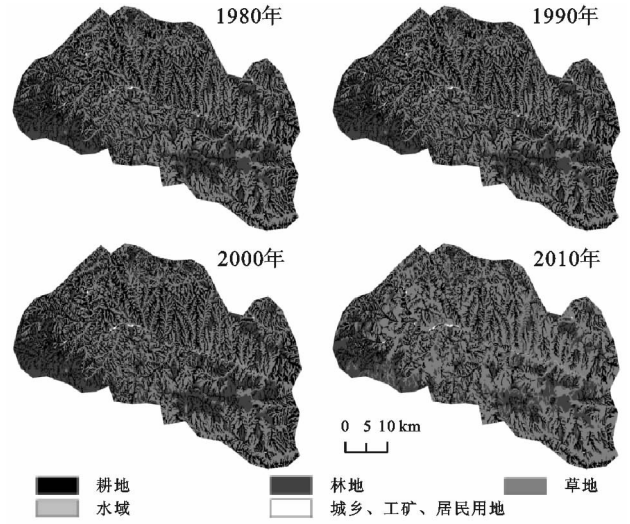 1980年
1990年
2000年
2010年
0 5 10 km
耕地
林地
草地
水域
城乡、工矿、居民用地